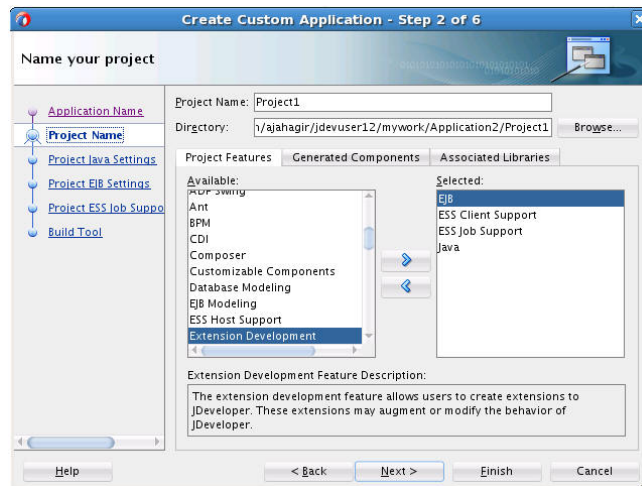 Create Custom Application - Step 2 of 6
Name your project
Application Name
Project Name
Project Java Settings
Project EJB Settings
Project ESS Job Suppo
Build Tool
Project Name: Project1
Directory: ı/ajahagir/jdevuser12/mywork/Application2/Project1 Browse...
Project Features Generated Components Associated Libraries
Available:
ADF Swing
Ant
BPM
CDI
Composer
Customizable Components
Database Modeling
EJB Modeling
ESS Host Support
Extension Development
Selected:
EJB
ESS Client Support
ESS Job Support
Java
Extension Development Feature Description:
The extension development feature allows users to create extensions to
JDeveloper. These extensions may augment or modify the behavior of
JDeveloper.
Help < Back Next > Finish Cancel